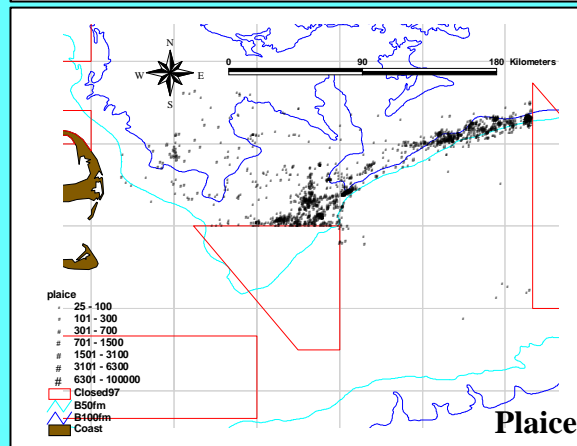 N
W E
S
0 90 180 Kilometers
plaice
25 - 100
101 - 300
301 - 700
701 - 1500
# 1501 - 3100
# 3101 - 6300
# 6301 - 100000
Closed97
B50fm
B100fm
Coast
Plaice